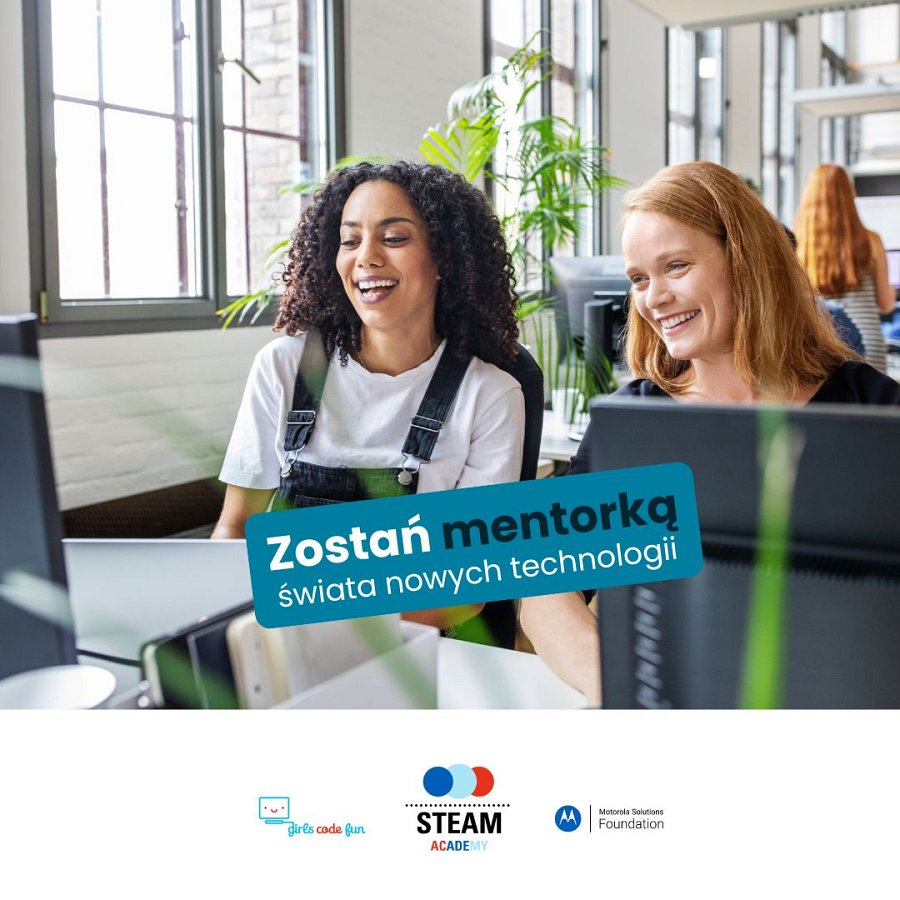 Zostań mentorką
świata nowych technologii
girls code fun
STEAM
ACADEMY
Motorola Solutions
Foundation